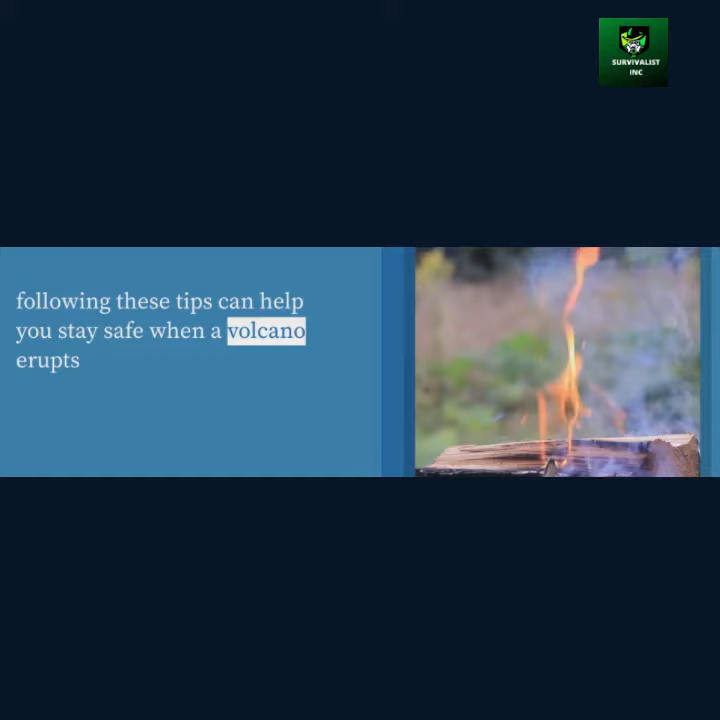 SURVIVALIST
INC
following these tips can help
you stay safe when a volcano
erupts